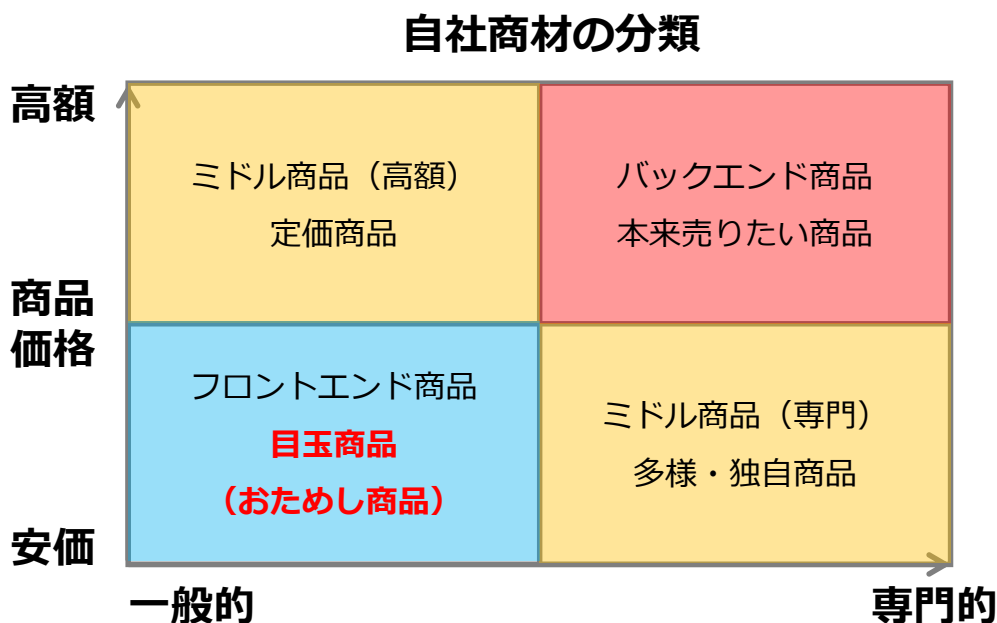 自社商材の分類
高額
ミドル商品（高額）
定価商品
バックエンド商品
本来売りたい商品
商品
価格
フロントエンド商品
目玉商品
（おためし商品）
ミドル商品（専門）
多様・独自商品
安価
一般的
専門的